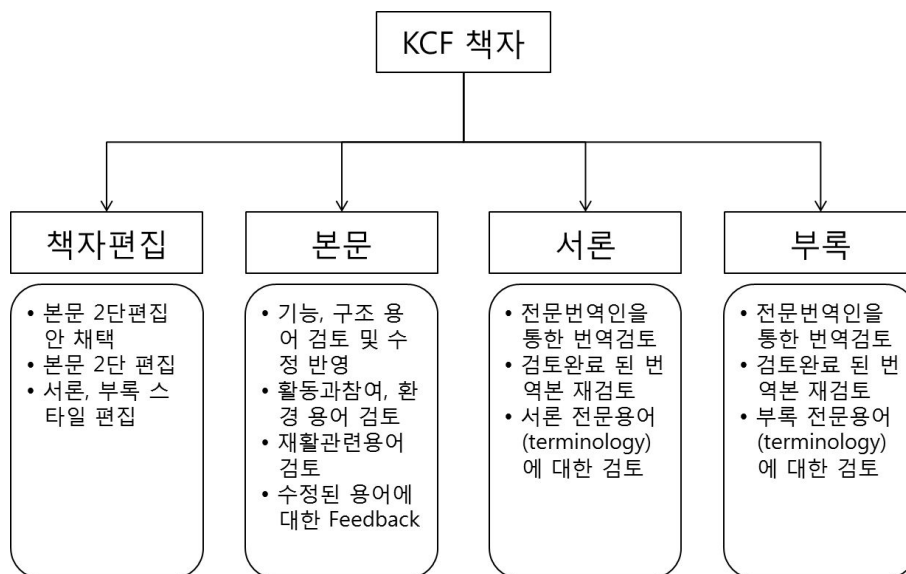 KCF 책자
책자편집
• 본문 2단편집
안 채택
• 본문 2단 편집
• 서론, 부록 스
타일 편집
본문
• 기능, 구조 용
어 검토 및 수
정 반영
• 활동과참여, 환
경 용어 검토
• 재활관련용어
검토
• 수정된 용어에
대한 Feedback
서론
• 전문번역인을
통한 번역검토
• 검토완료 된 번
역본 재검토
• 서론 전문용어
(terminology)
에 대한 검토
부록
• 전문번역인을
통한 번역검토
• 검토완료 된 번
역본 재검토
• 부록 전문용어
(terminology)
에 대한 검토